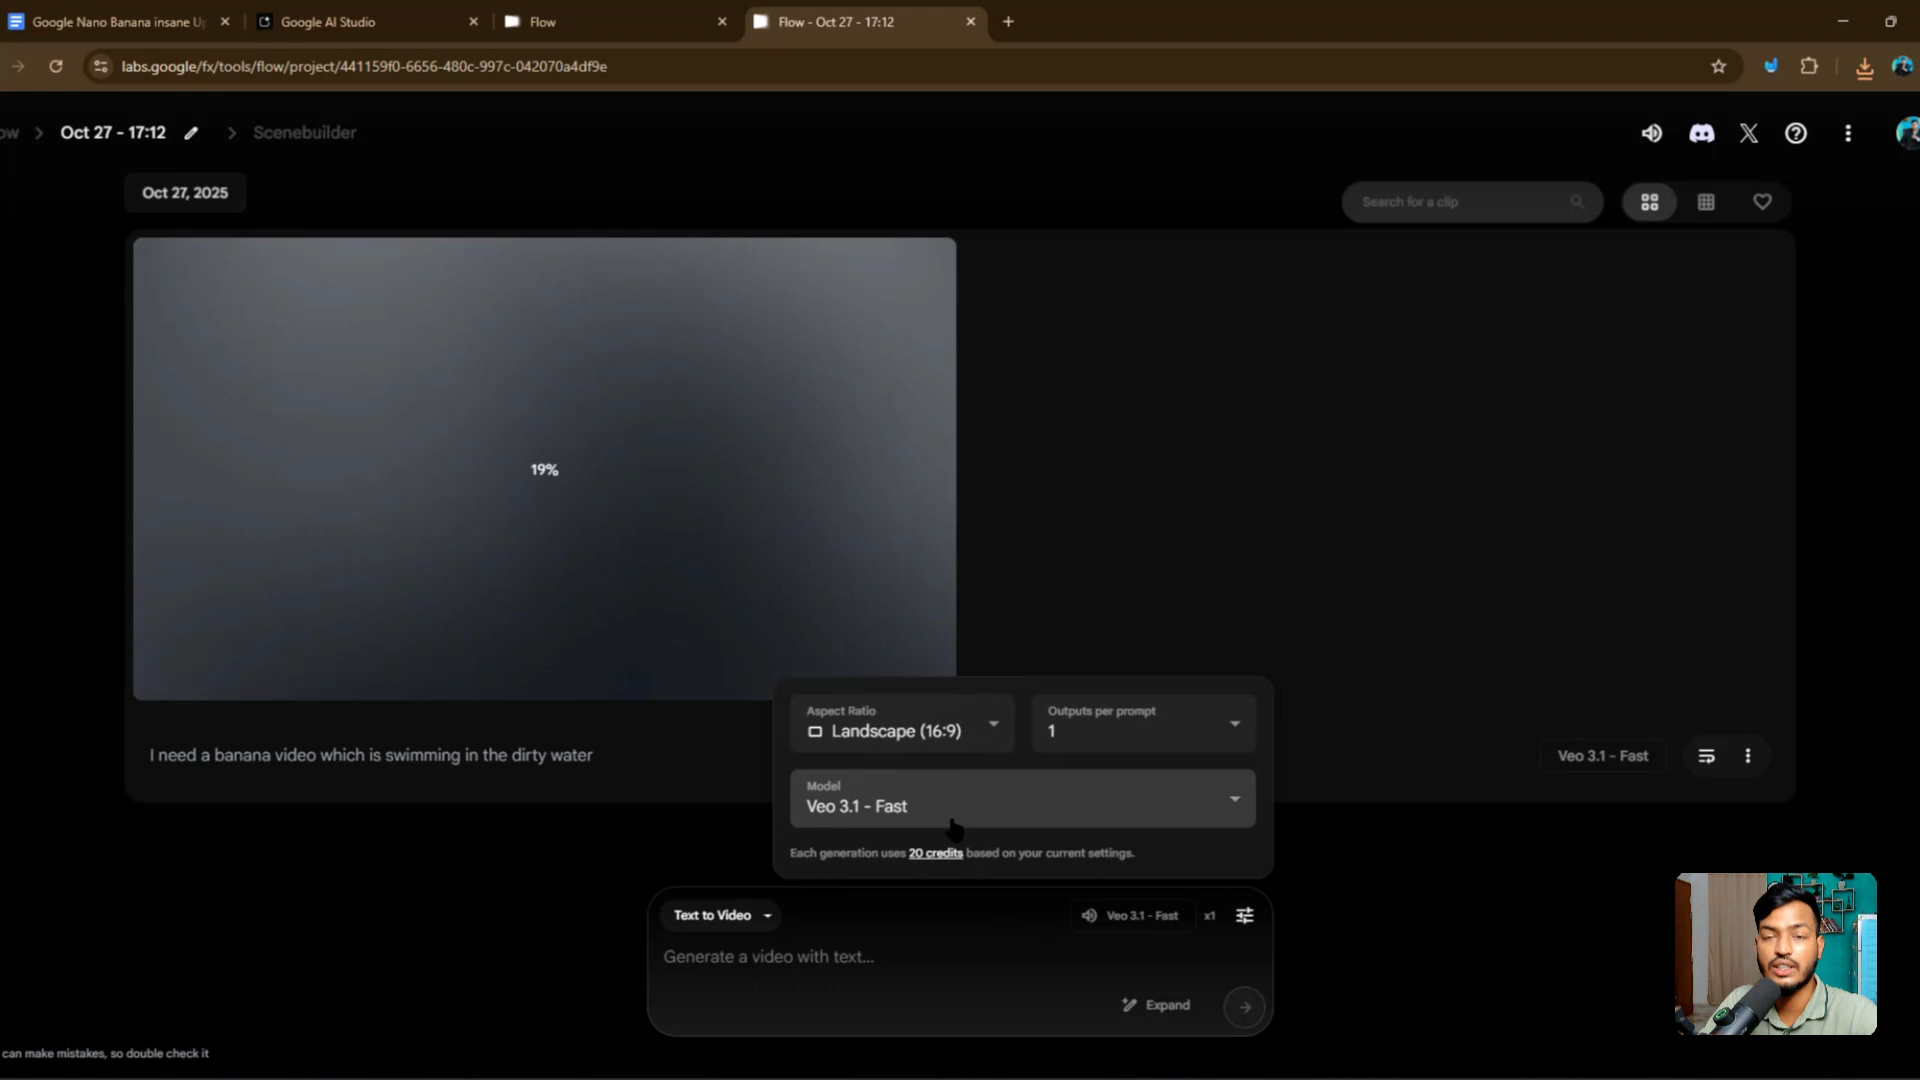 Google Nano Banana insane U
Google AI Studio
Flow
Flow - Oct 27 - 17:12
labs.google/fx/tools/flow/project/441159f0-6656-480c-997c-042070a4df9e
ow
Oct 27 - 17:12
Scenebuilder
Oct 27, 2025
Search for a clip
19%
I need a banana video which is swimming in the dirty water
Veo 3.1 - Fast
Aspect Ratio
Landscape (16:9)
Outputs per prompt
1
Model
Veo 3.1 - Fast
Each generation uses 20 credits based on your current settings.
Text to Video
Veo 3.1 - Fast
x1
Generate a video with text...
Expand
can make mistakes, so double check it